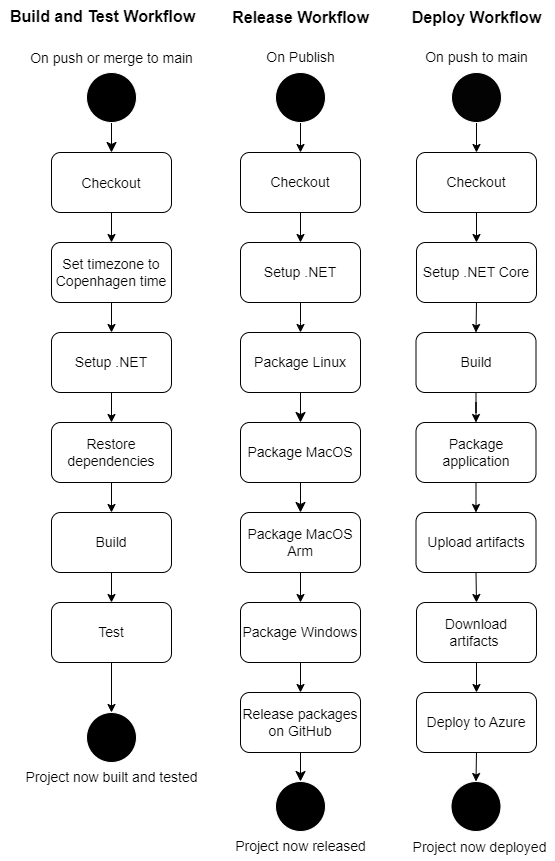 Build and Test Workflow
On push or merge to main
Checkout
Set timezone to
Copenhagen time
Setup .NET
Restore
dependencies
Build
Test
Project now built and tested
Release Workflow
On Publish
Checkout
Setup .NET
Package Linux
Package MacOS
Package MacOS
Arm
Package Windows
Release packages
on GitHub
Project now released
Deploy Workflow
On push to main
Checkout
Setup .NET Core
Build
Package
application
Upload artifacts
Download
artifacts
Deploy to Azure
Project now deployed